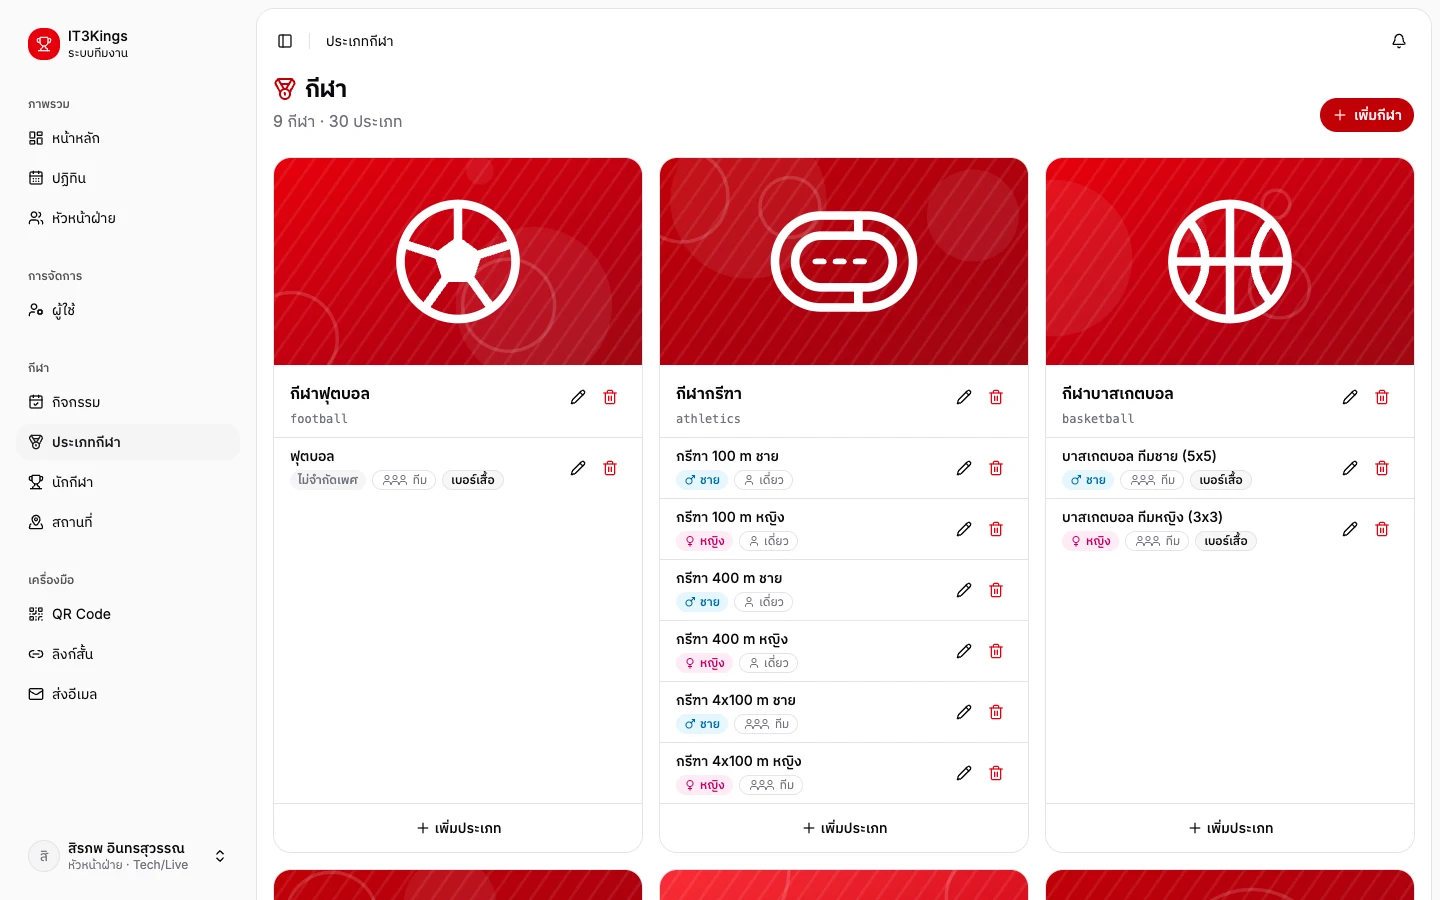 IT3Kings
ระบบทีมงาน
ภาพรวม
หน้าหลัก
ปฏิทิน
หัวหน้าฝ่าย
การจัดการ
ผู้ใช้
กีฬา
กิจกรรม
ประเภทกีฬา
นักกีฬา
สถานที่
เครื่องมือ
QR Code
ลิงก์สั้น
ส่งอีเมล
สิ
สิรภพ อินทรสุวรรณ
หัวหน้าฝ่าย · Tech/Live
ประเภทกีฬา
กีฬา
9 กีฬา · 30 ประเภท
เพิ่มกีฬา
กีฬาฟุตบอล
football
ฟุตบอล
ไม่จำกัดเพศ ทีม เบอร์เสื้อ
เพิ่มประเภท
กีฬากรีฑา
athletics
กรีฑา 100 m ชาย
ชาย เดี่ยว
กรีฑา 100 m หญิง
หญิง เดี่ยว
กรีฑา 400 m ชาย
ชาย เดี่ยว
กรีฑา 400 m หญิง
หญิง เดี่ยว
กรีฑา 4x100 m ชาย
ชาย ทีม
กรีฑา 4x100 m หญิง
หญิง ทีม
เพิ่มประเภท
กีฬาบาสเกตบอล
basketball
บาสเกตบอล ทีมชาย (5x5)
ชาย ทีม เบอร์เสื้อ
บาสเกตบอล ทีมหญิง (3x3)
หญิง ทีม เบอร์เสื้อ
เพิ่มประเภท